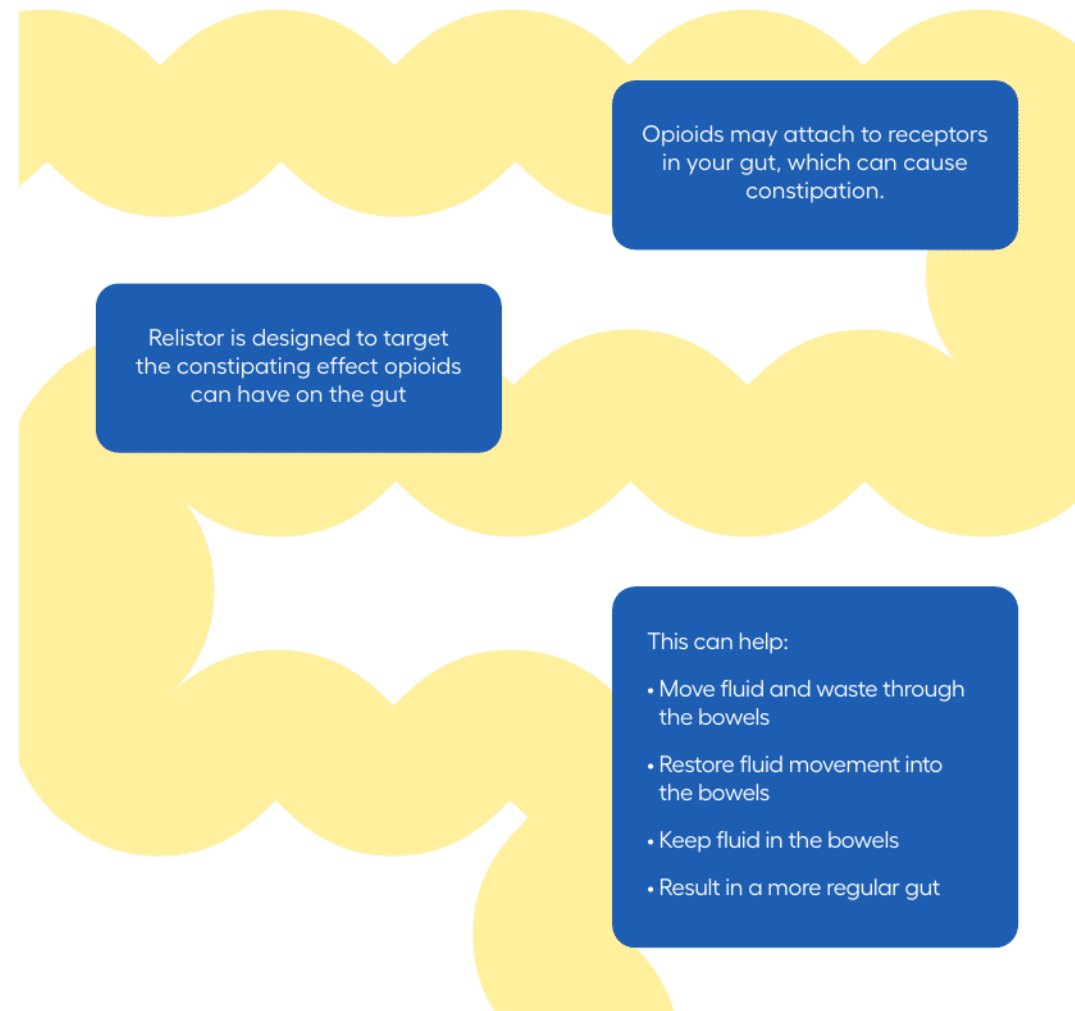 Opioids may attach to receptors
in your gut, which can cause
constipation.
Relistor is designed to target
the constipating effect opioids
can have on the gut
This can help:
• Move fluid and waste through
the bowels
• Restore fluid movement into
the bowels
• Keep fluid in the bowels
• Result in a more regular gut